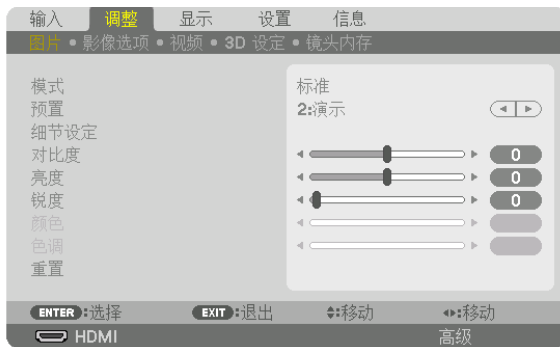 输入 调整 显示 设置 信息
图片 • 影像选项 • 视频 • 3D 设定 • 镜头内存
模式 标准
预置 2:演示
细节设定
对比度 0
亮度 0
锐度 0
颜色
色调
重置
ENTER:选择 EXIT:退出 :移动 :移动
HDMI 高级